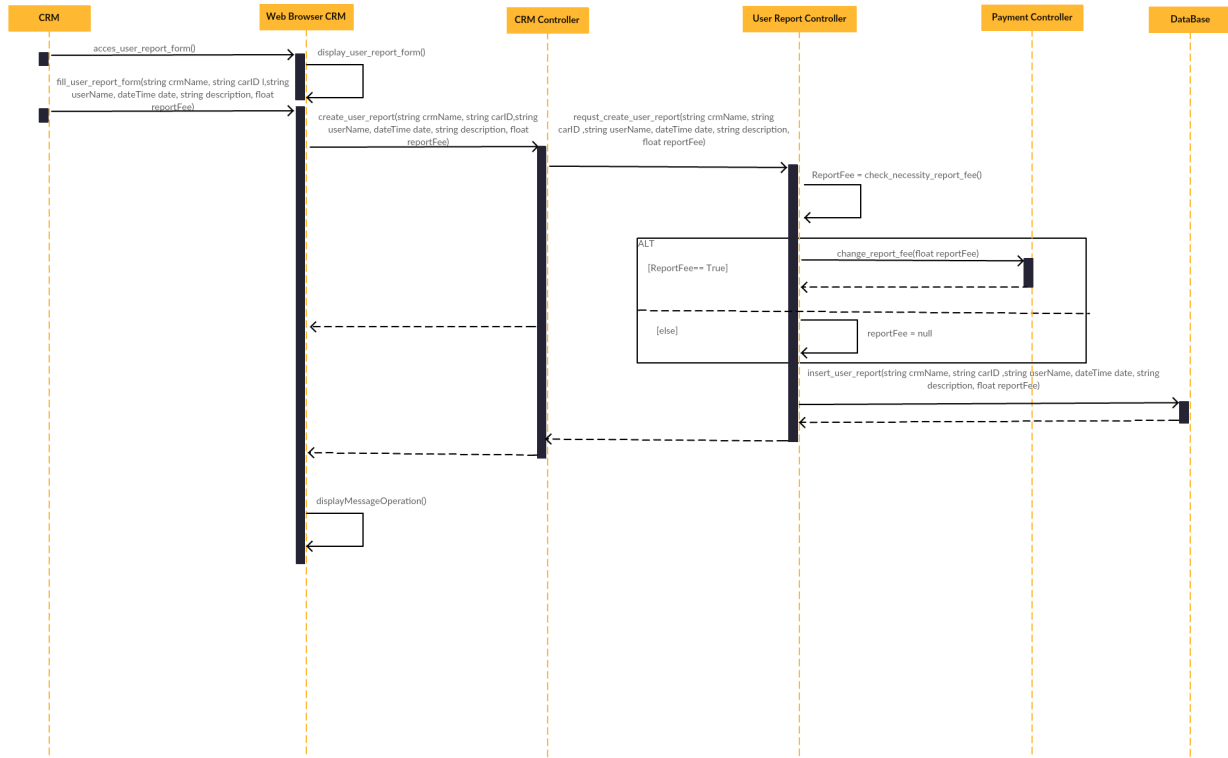 CRM
Web Browser CRM
CRM Controller
User Report Controller
Payment Controller
DataBase
acces_user_report_form()
display_user_report_form()
fill_user_report_form(string crmName, string carID l,string
userName, dateTime date, string description, float
reportFee)
create_user_report(string crmName, string carID,string
userName, dateTime date, string description, float
reportFee)
requst_create_user_report(string crmName, string
carID ,string userName, dateTime date, string description,
float reportFee)
ReportFee = check_necessity_report_fee()
ALT
change_report_fee(float reportFee)
[ReportFee== True]
[else]
reportFee = null
insert_user_report(string crmName, string carID ,string userName, dateTime date, string
description, float reportFee)
displayMessageOperation()